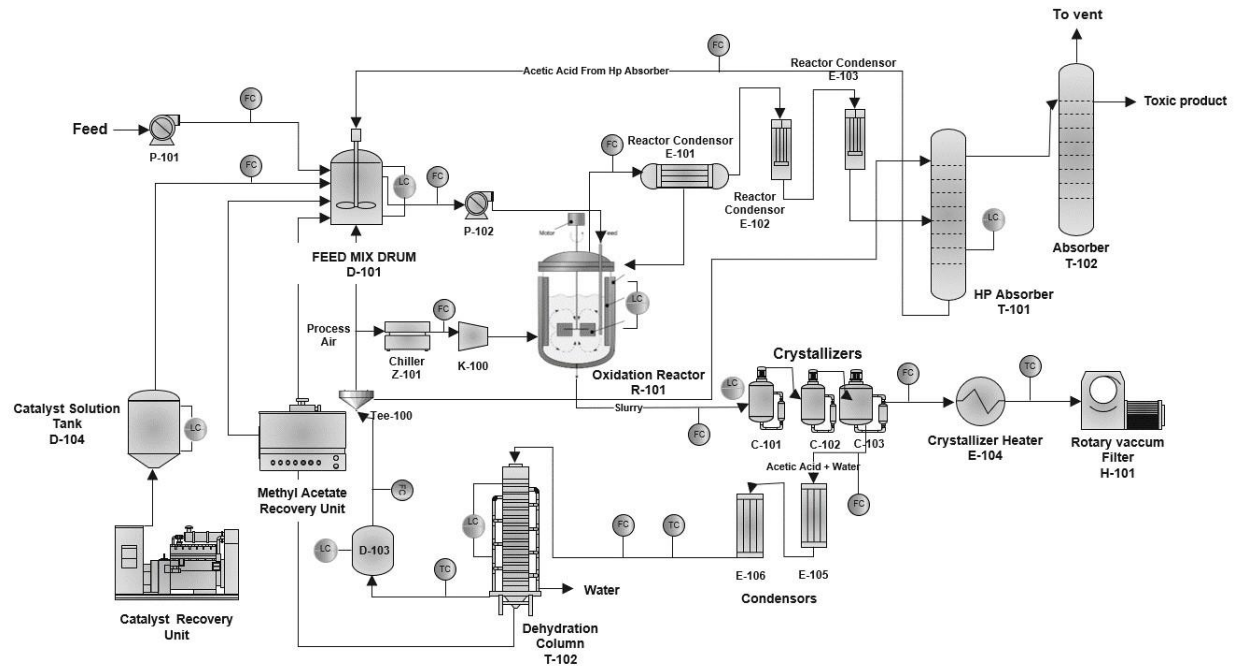 To vent
FC
Reactor Condensor
E-103
Acetic Acid From Hp Absorber
FC
Toxic product
Feed
P-101
Reactor Condensor
E-101
FC
FC
LC
FC
Reactor
Condensor
E-102
P-102
LC
Motor
Feed
Absorber
T-102
FEED MIX DRUM
D-101
LC
HP Absorber
T-101
FC
Process
Air
Chiller
Z-101
K-100
Crystallizers
Oxidation Reactor
R-101
LC
FC
TC
Slurry
Catalyst Solution
Tank
D-104
Tee-100
LC
FC
C-101
C-102
C-103
Crystallizer Heater
E-104
Rotary vaccum
Filter
H-101
Acetic Acid + Water
Methyl Acetate
Recovery Unit
FC
FC
LC
FC
TC
LC
D-103
E-106
E-105
TC
Water
Condensors
Catalyst Recovery
Unit
Dehydration
Column
T-102